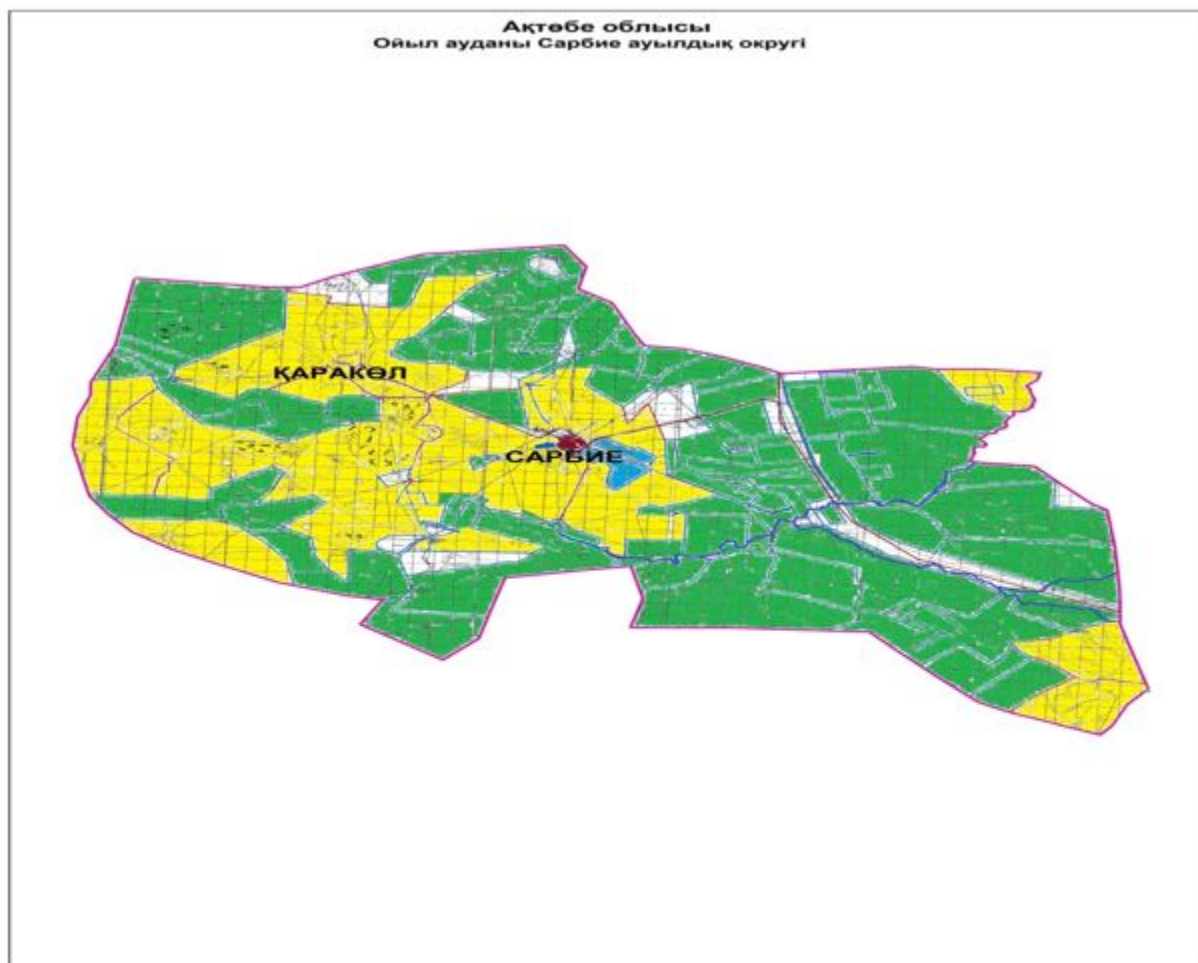 Ақтөбе облысы
Ойыл ауданы Сарбие ауылдық округі
ҚАРАКӨЛ
САРБИЕ